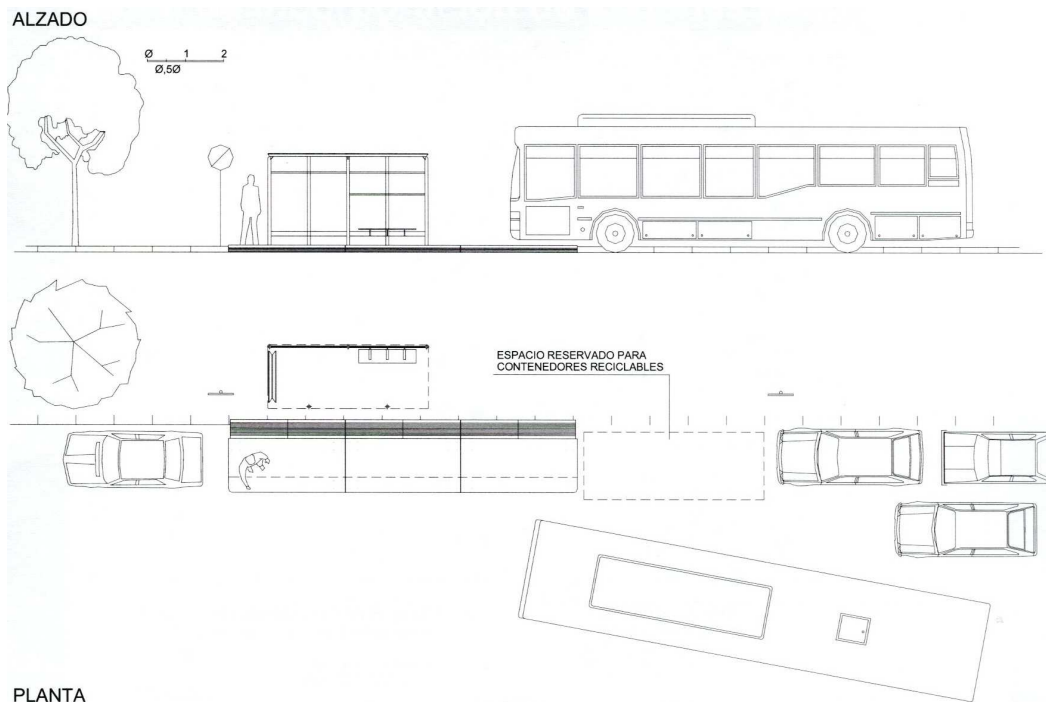 ALZADO
Ø 1 2
Ø,5Ø
ESPACIO RESERVADO PARA
CONTENEDORES RECICLABLES
PLANTA